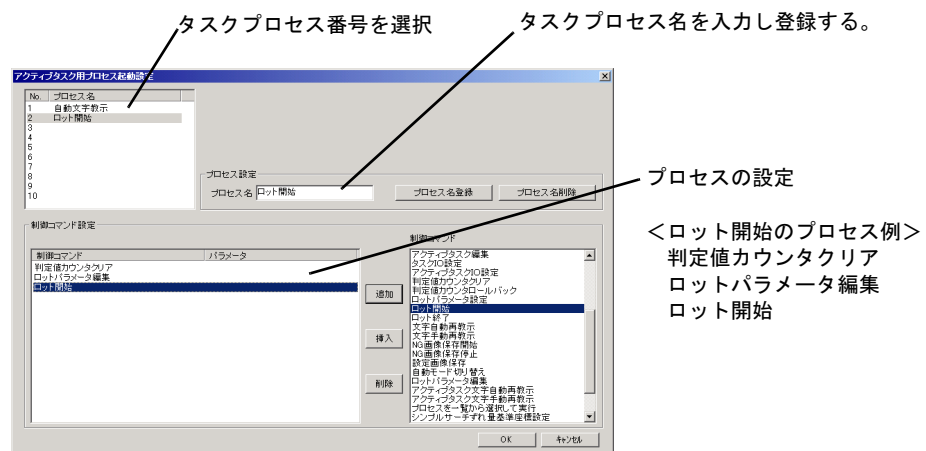 タスクプロセス番号を選択
タスクプロセス名を入力し登録する。
アクティブタスク用プロセス起動設定
No. プロセス名
1 自動文字教示
2 ロット開始
3
4
5
6
7
8
9
10
プロセス設定
プロセス名 ロット開始
プロセス名登録
プロセス名削除
プロセスの設定
<ロット開始のプロセス例>
判定値カウンタクリア
ロットパラメータ編集
ロット開始
制御コマンド設定
制御コマンド パラメータ
判定値カウンタクリア
ロットパラメータ編集
ロット開始
追加
挿入
削除
制御コマンド
アクティブタスク編集
タスクIO設定
アクティブタスクIO設定
判定値カウンタクリア
判定値カウンタロールバック
ロットパラメータ設定
ロット開始
ロット終了
文字自動再教示
文字手動再教示
NG画像保存開始
NG画像保存停止
設定画像保存
自動モード切り替え
ロットパラメータ編集
アクティブタスク文字自動再教示
アクティブタスク文字手動再教示
プロセスを一覧から選択して実行
シンプルサーチずれ量基準座標設定
OK
キャンセル